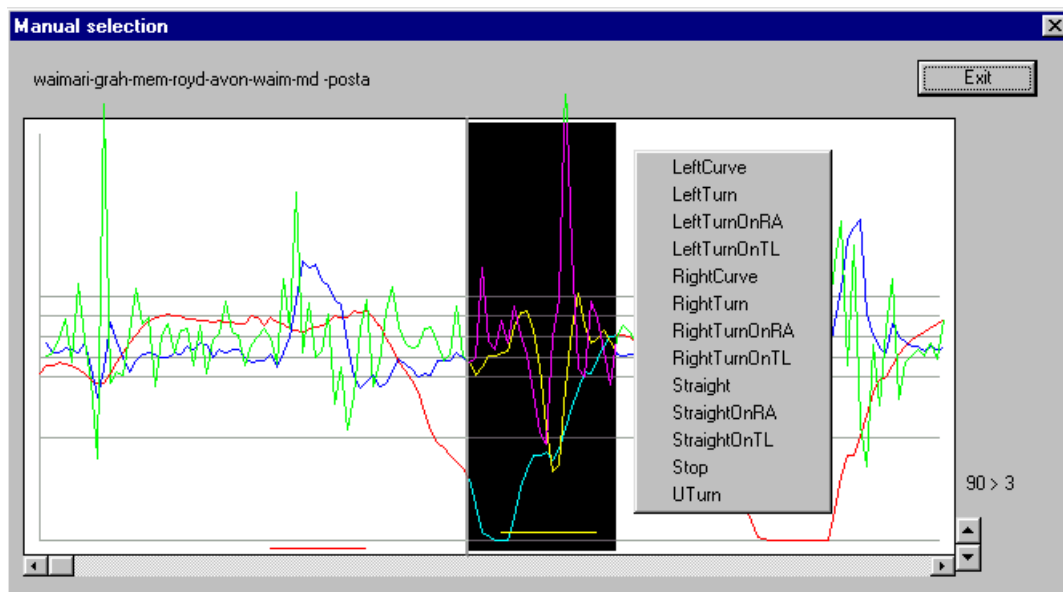 Manual selection
waimari-grah-mem-royd-avon-waim-md -posta
Exit
LeftCurve
LeftTurn
LeftTurnOnRA
LeftTurnOnTL
RightCurve
RightTurn
RightTurnOnRA
RightTurnOnTL
Straight
StraightOnRA
StraightOnTL
Stop
UTurn
90 > 3